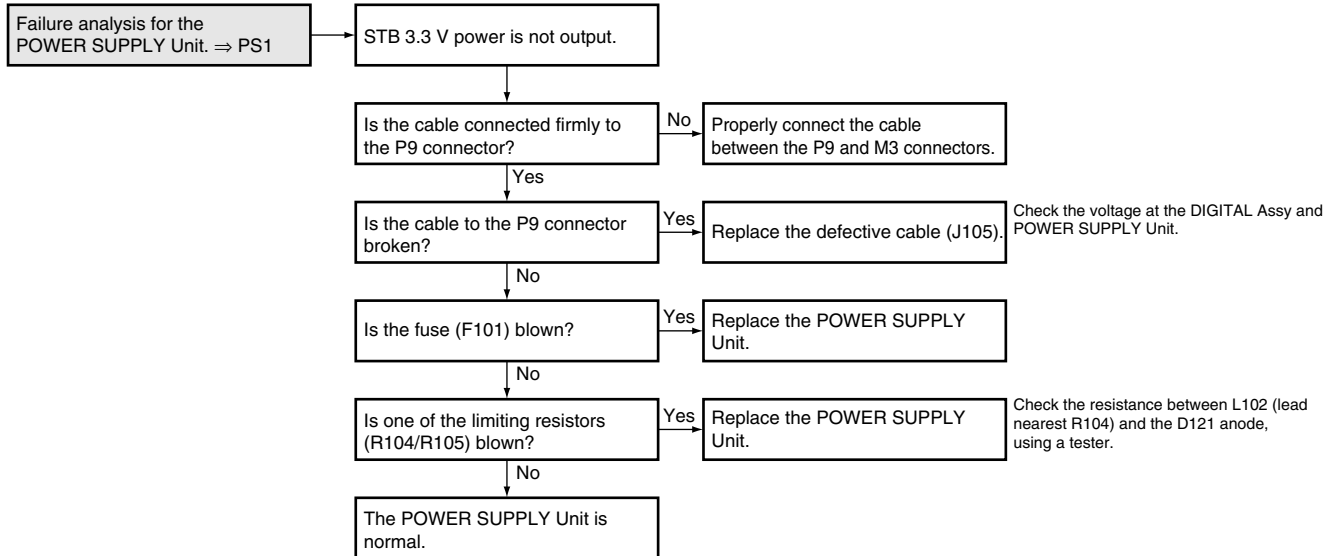 Failure analysis for the
POWER SUPPLY Unit. ⇒ PS1
STB 3.3 V power is not output.
Is the cable connected firmly to
the P9 connector?
No
Properly connect the cable
between the P9 and M3 connectors.
Yes
Is the cable to the P9 connector
broken?
Yes
Replace the defective cable (J105).
Check the voltage at the DIGITAL Assy and
POWER SUPPLY Unit.
No
Is the fuse (F101) blown?
Yes
Replace the POWER SUPPLY
Unit.
No
Is one of the limiting resistors
(R104/R105) blown?
Yes
Replace the POWER SUPPLY
Unit.
Check the resistance between L102 (lead
nearest R104) and the D121 anode,
using a tester.
No
The POWER SUPPLY Unit is
normal.